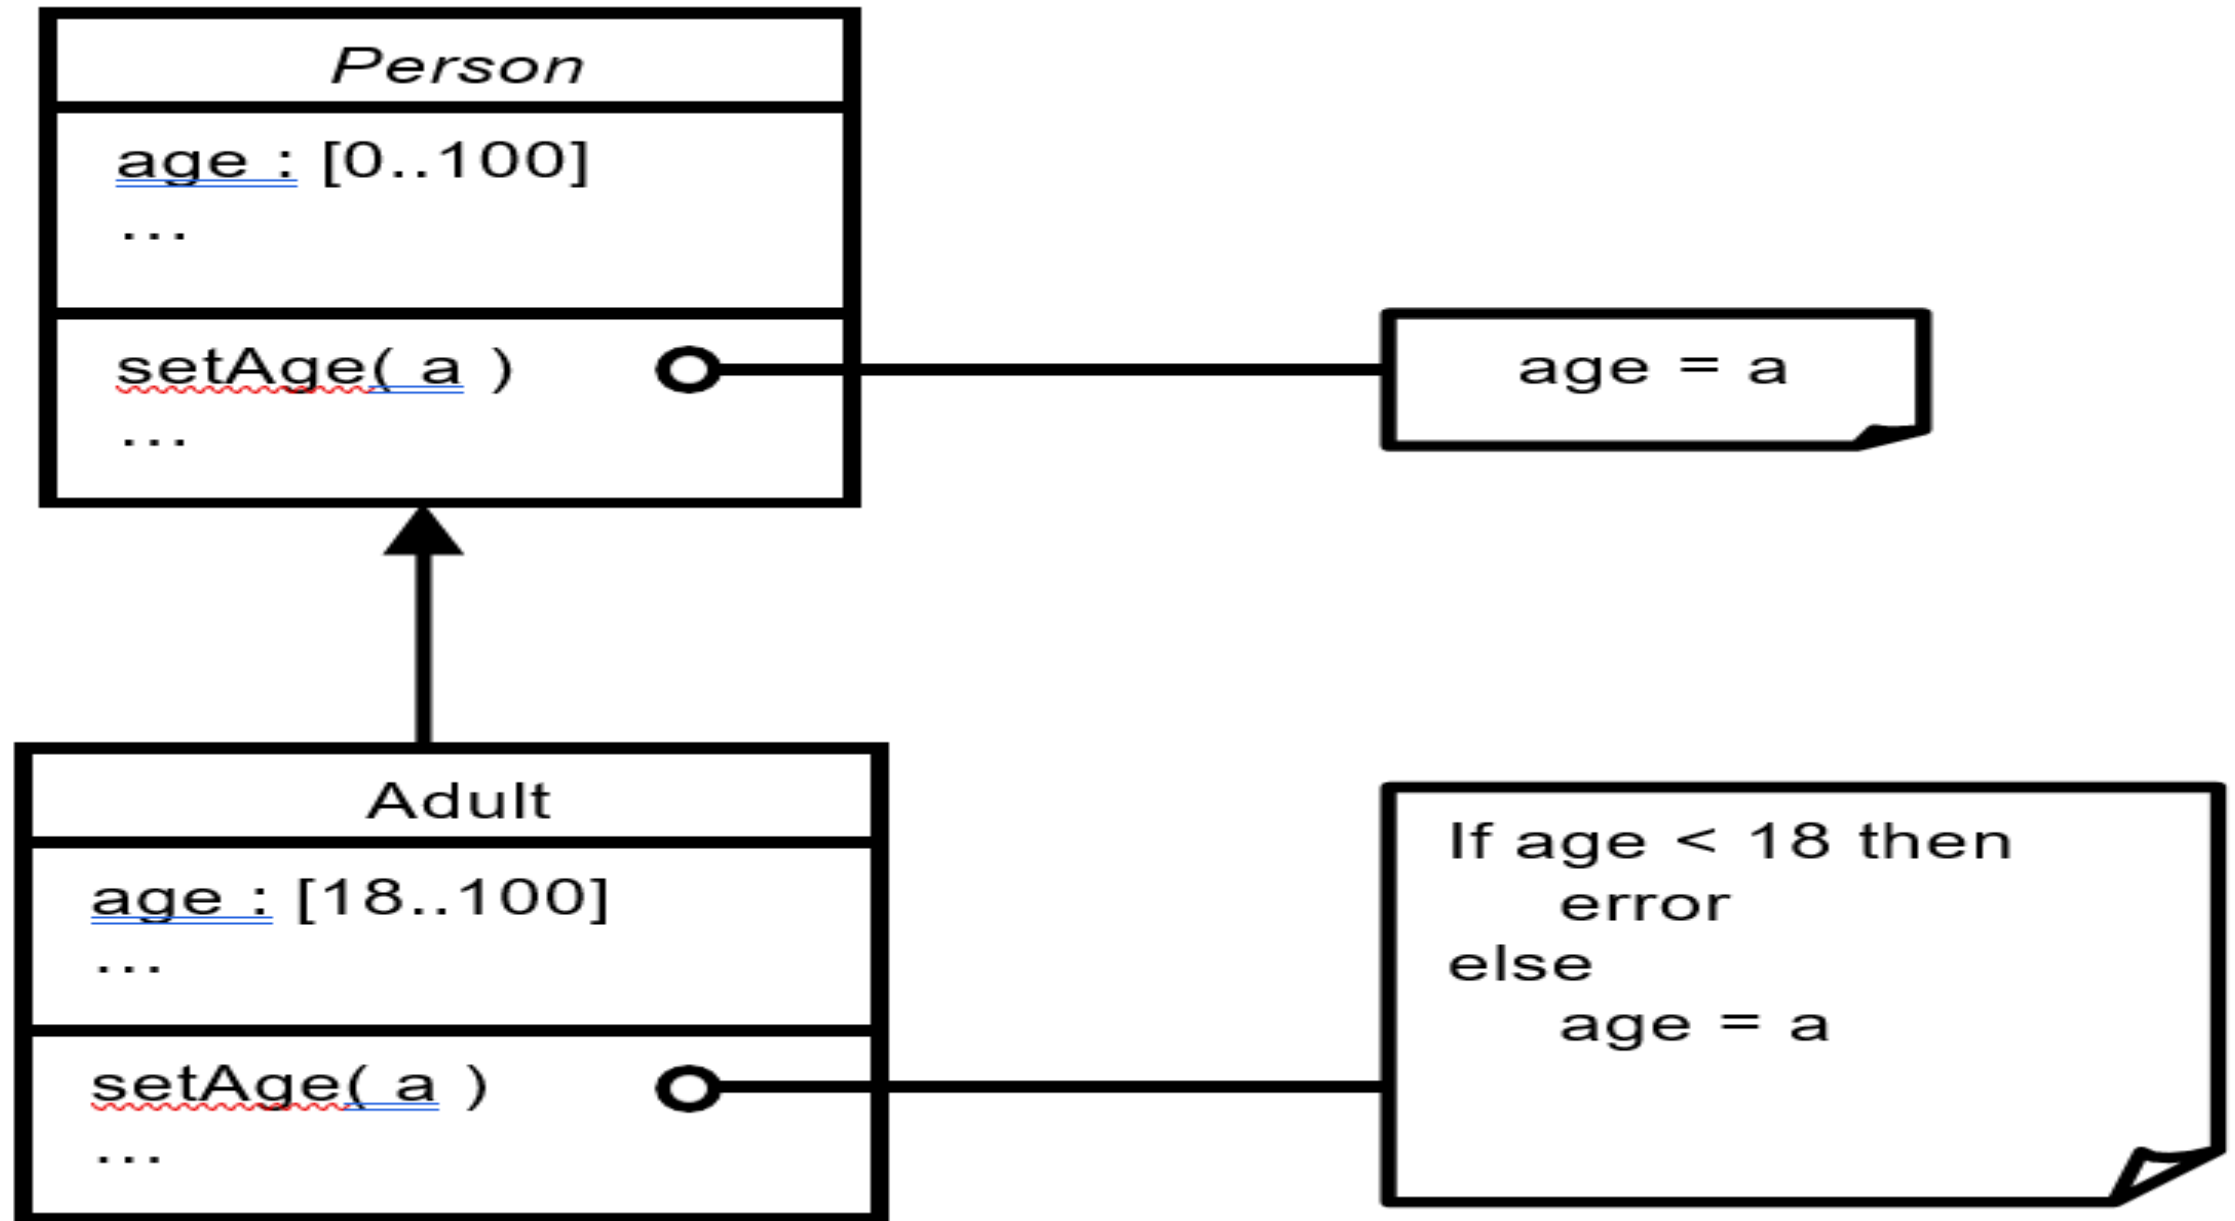 Person
age : [0..100]
...
setAge( a )
...
age = a
Adult
age : [18..100]
...
setAge( a )
...
If age < 18 then
error
else
age = a